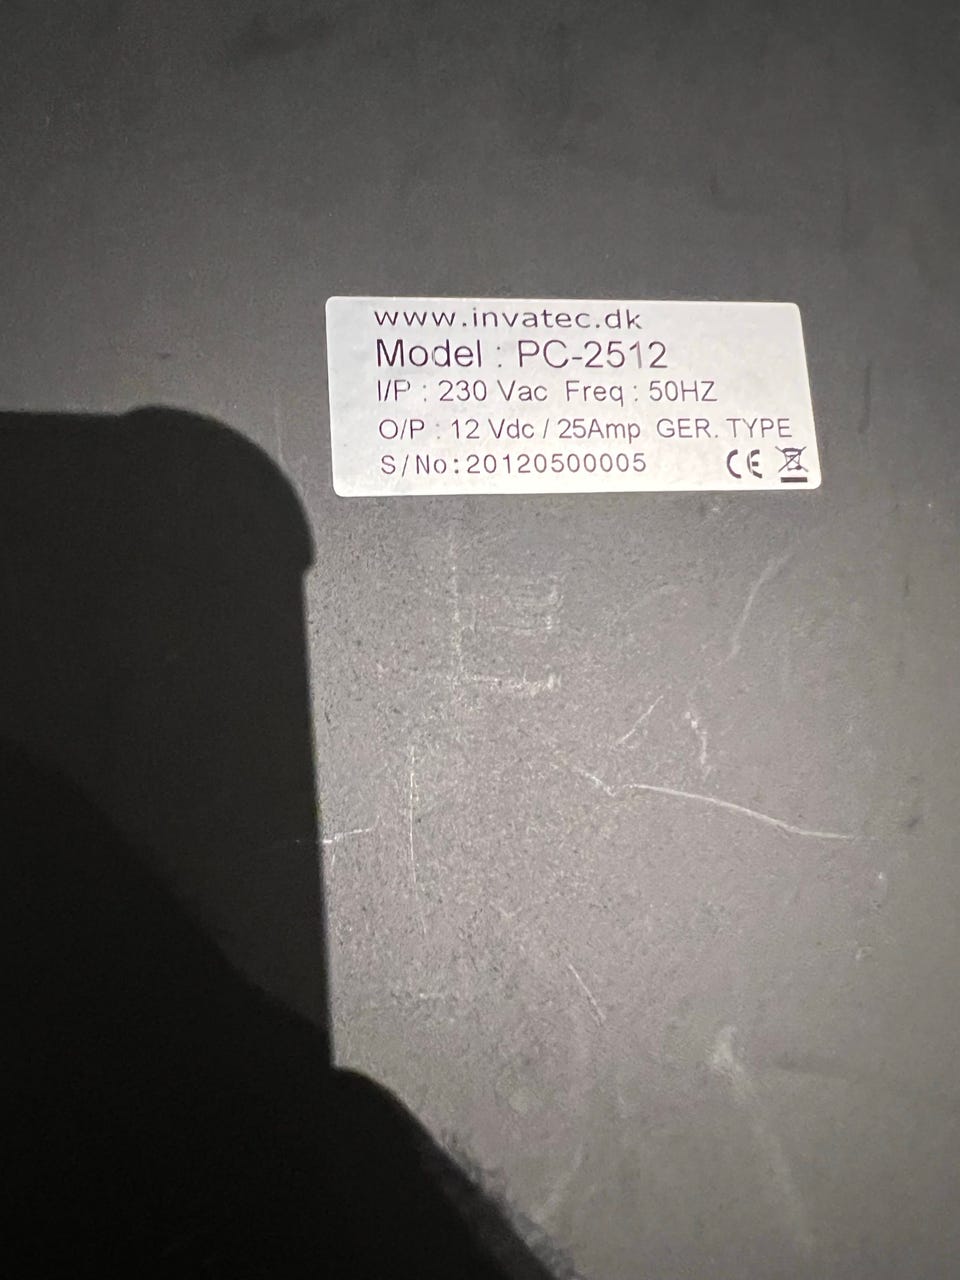 www.invatec.dk
Model : PC-2512
I/P : 230 Vac Freq : 50HZ
O/P : 12 Vdc / 25Amp GER. TYPE
S/No:20120500005 CE